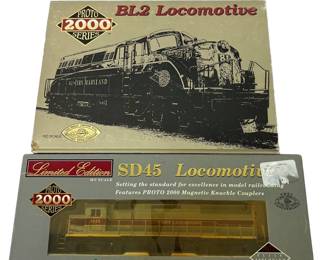 PROTO
2000
SERIES
BL2 Locomotive
WESTERN MARYLAND
Limited Edition
HO SCALE
SD45 Locomotive
Setting the standard for excellence in model railroading
Features PROTO 2000 Magnetic Knuckle Couplers
PROTO
2000
SERIES